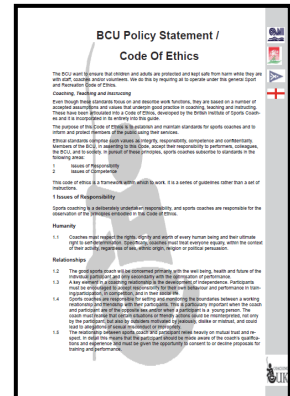 BCU Policy Statement /
Code Of Ethics
The BCU want to ensure that children and adults are protected and kept safe from harm while they are
with staff, coaches and/or volunteers. We do this by requiring all to operate under this general Sport
and Recreation Code of Ethics.
Coaching, Teaching and Instructing
Even though these standards focus on and describe work functions, they are based on a number of
accepted assumptions and values that underpin good practice in coaching, teaching and instructing.
These have been articulated into a Code of Ethics, developed by the British Institute of Sports Coach-
es and it is incorporated in its entirety into this guide.
The purpose of this Code of Ethics is to establish and maintain standards for sports coaches and to
inform and protect members of the public using their services.
Ethical standards comprise such values as integrity, responsibility, competence and confidentiality.
Members of the BCU, in assenting to this Code, accept their responsibility to performers, colleagues,
the BCU, and to society. In pursuit of these principles, sports coaches subscribe to standards in the
following areas:
1 Issues of Responsibility
2 Issues of Competence
This code of ethics is a framework within which to work. It is a series of guidelines rather than a set of
instructions.
1 Issues of Responsibility
Sports coaching is a deliberately undertaken responsibility, and sports coaches are responsible for the
observation of the principles embodied in this Code of Ethics.
Humanity
1.1 Coaches must respect the rights, dignity and worth of every human being and their ultimate
right to self-determination. Specifically, coaches must treat everyone equally, within the context
of their activity, regardless of sex, ethnic origin, religion or political persuasion.
Relationships
1.2 The good sports coach will be concerned primarily with the well being, health and future of the
individual participant and only secondarily with the optimisation of performance.
1.3 A key element in a coaching relationship is the development of independence. Participants
must be encouraged to accept responsibility for their own behaviour and performance in train-
ing/participation, in competition, and in their social life.
1.4 Sports coaches are responsible for setting and monitoring the boundaries between a working
relationship and friendship with their participants. This is particularly important when the coach
and participant are of the opposite sex and/or when a participant is a young person. The
coach must realise that certain situations or friendly actions could be misinterpreted, not only
by the participant, but also by outsiders motivated by jealousy, dislike or mistrust, and could
lead to allegations of sexual misconduct or impropriety.
1.5 The relationship between sports coach and participant relies heavily on mutual trust and re-
spect. In detail this means that the participant should be made aware of the coach's qualifica-
tions and experience and must be given the opportunity to consent to or decline proposals for
training and performance.